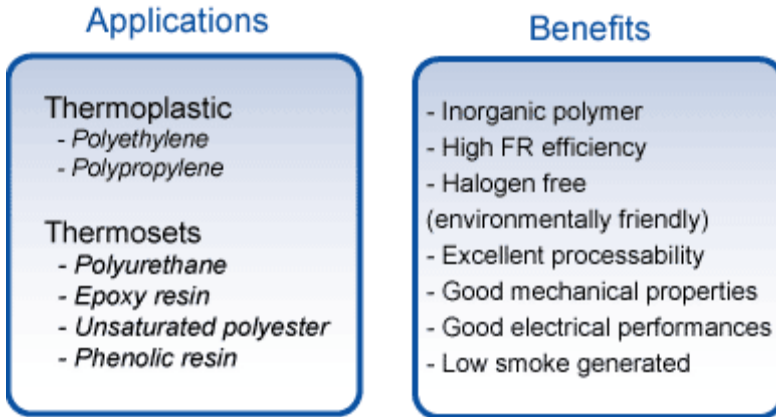 Applications
Thermoplastic
- Polyethylene
- Polypropylene
Thermosets
- Polyurethane
- Epoxy resin
- Unsaturated polyester
- Phenolic resin
Benefits
- Inorganic polymer
- High FR efficiency
- Halogen free
(environmentally friendly)
- Excellent processability
- Good mechanical properties
- Good electrical performances
- Low smoke generated